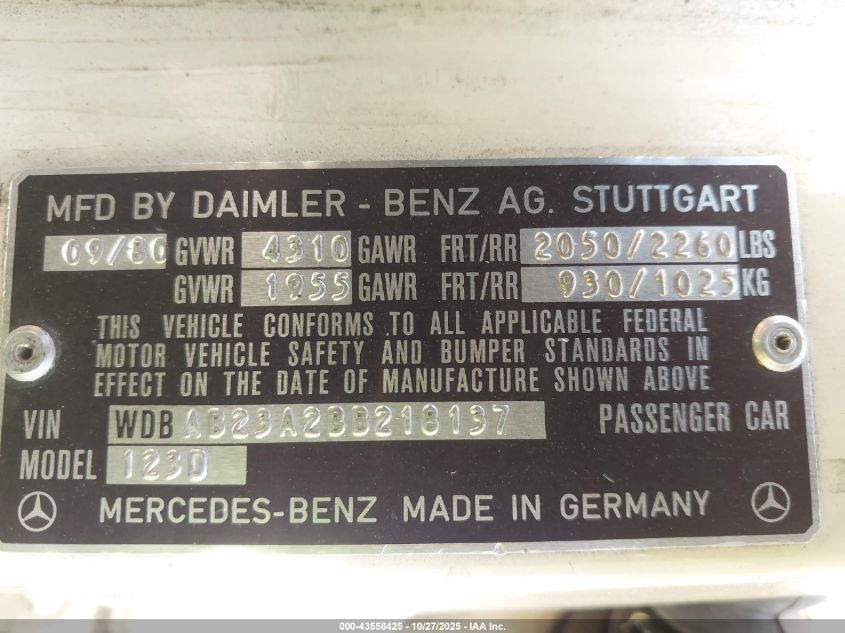 MFD BY DAIMLER - BENZ AG. STUTTGART
09/80 GVWR 4310 GAWR FRT/RR 2050/2260 LBS
GVWR 1955 GAWR FRT/RR 930/1025 KG
THIS VEHICLE CONFORMS TO ALL APPLICABLE FEDERAL
MOTOR VEHICLE SAFETY AND BUMPER STANDARDS IN
EFFECT ON THE DATE OF MANUFACTURE SHOWN ABOVE
VIN WDBAB23A2BB218137 PASSENGER CAR
MODEL 123D
MERCEDES-BENZ MADE IN GERMANY
000-43558425 • 10/27/2025 • IAA Inc.